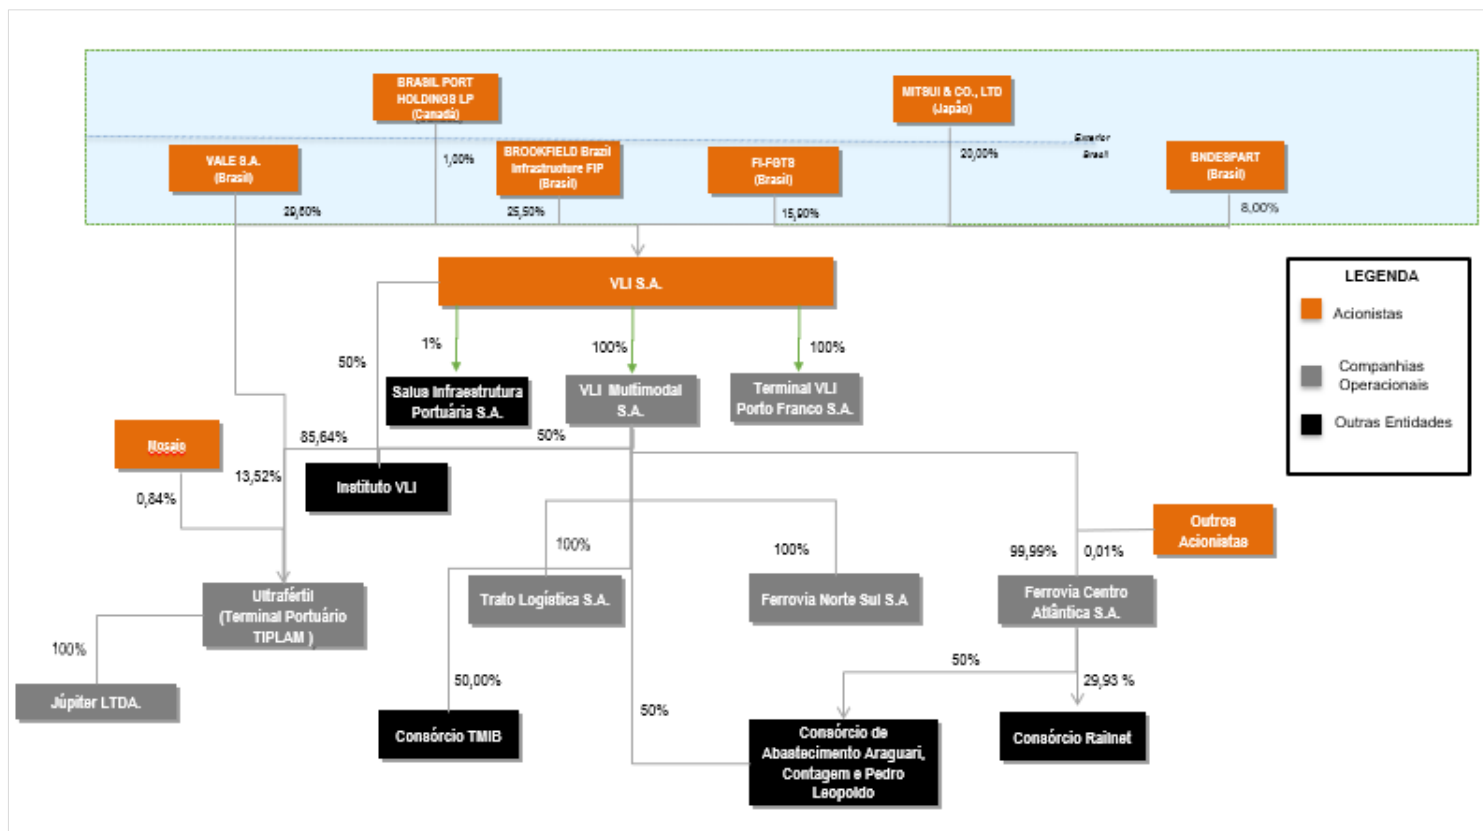 BRASIL PORT
HOLDINGS LP
(Canadá)
MITSUI & CO., LTD
(Japão)
Exterior
Brasil
VALE S.A.
(Brasil)
1,00%
BROOKFIELD Brazil
Infrastructure FIP
(Brasil)
FI-FGTS
(Brasil)
20,00%
BNDESPART
(Brasil)
29,60%
25,50%
15,90%
8,00%
VLI S.A.
LEGENDA
Acionistas
Companhias
Operacionais
Outras Entidades
50%
1%
100%
100%
Salus Infraestrutura
Portuária S.A.
VLI Multimodal
S.A.
Terminal VLI
Porto Franco S.A.
Mosaic
85,64%
50%
13,52%
Instituto VLI
0,84%
Outros
Acionistas
100%
100%
99,99%
0,01%
Ultrafértil
(Terminal Portuário
TIPLAM )
Trato Logística S.A.
Ferrovia Norte Sul S.A
Ferrovia Centro
Atlântica S.A.
100%
50%
50,00%
29,93 %
Júpiter LTDA.
50%
Consórcio TMIB
Consórcio de
Abastecimento Araguari,
Contagem e Pedro
Leopoldo
Consórcio Railnet